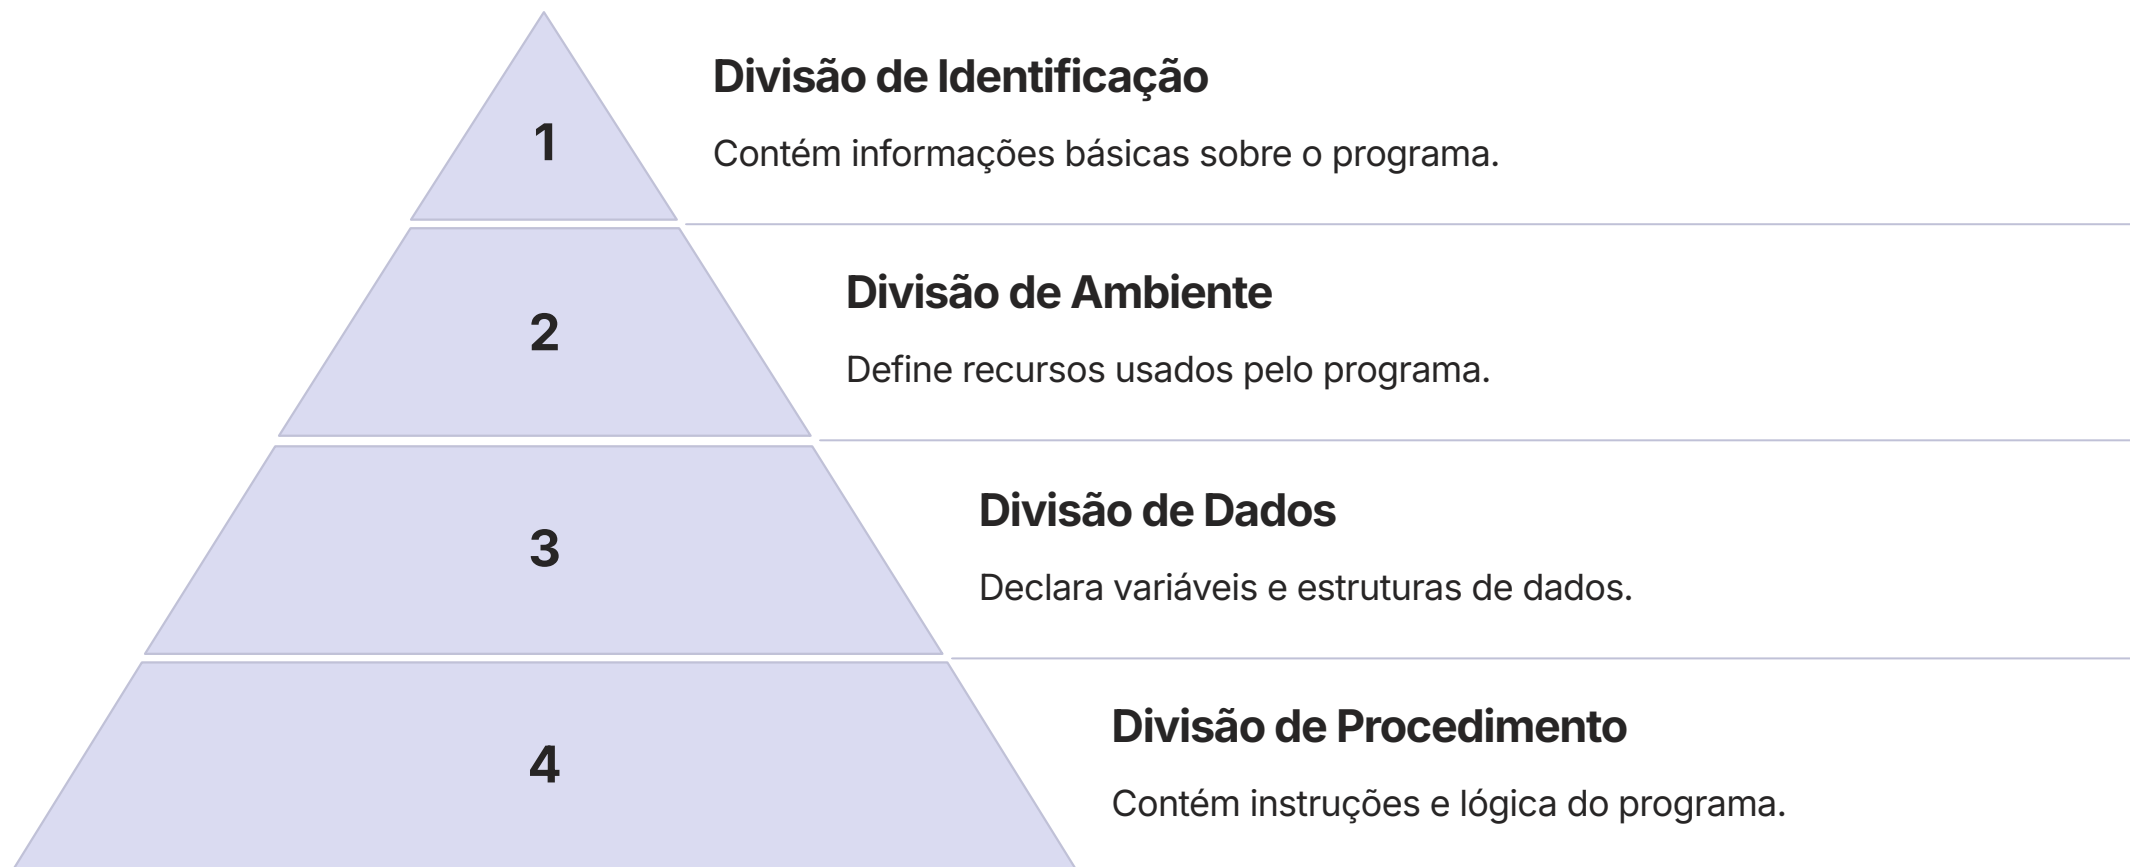 1
Divisão de Identificação
Contém informações básicas sobre o programa.
2
Divisão de Ambiente
Define recursos usados pelo programa.
3
Divisão de Dados
Declara variáveis e estruturas de dados.
4
Divisão de Procedimento
Contém instruções e lógica do programa.